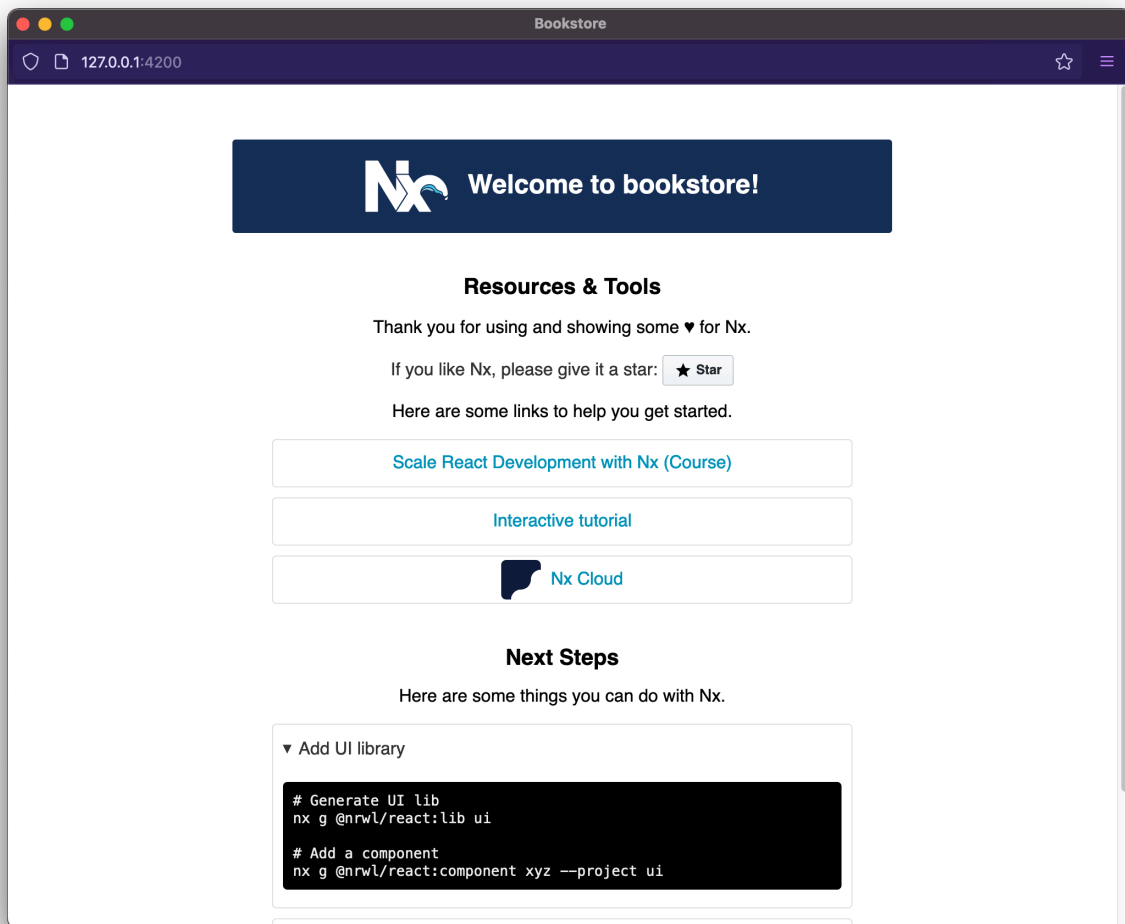 Bookstore
127.0.0.1:4200
Nx Welcome to bookstore!
Resources & Tools
Thank you for using and showing some ♥ for Nx.
If you like Nx, please give it a star: ★ Star
Here are some links to help you get started.
Scale React Development with Nx (Course)
Interactive tutorial
Nx Cloud
Next Steps
Here are some things you can do with Nx.
▼ Add UI library
# Generate UI lib
nx g @nrwl/react:lib ui
# Add a component
nx g @nrwl/react:component xyz --project ui